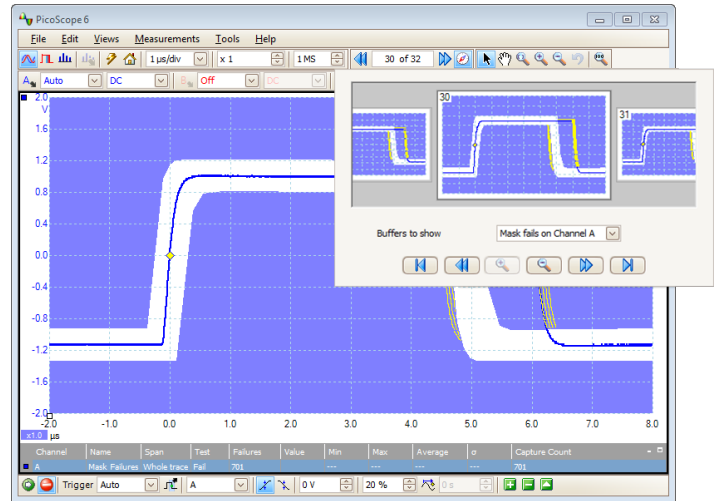 PicoScope 6
File Edit Views Measurements Tools Help
1 µs/div x 1 1 MS 30 of 32
A Auto DC B Off DC
30
31
Buffers to show Mask fails on Channel A
2.0
V
1.6
1.2
0.8
0.4
0.0
-0.4
-0.8
-1.2
-1.6
-2.0
-2.0 -1.0 0.0 1.0 2.0 3.0 4.0 5.0 6.0 7.0 8.0
x1.0 µs
Channel Name Span Test Failures Value Min Max Average σ Capture Count
A Mask Failures Whole trace Fail 701 --- --- --- --- 701
Trigger Auto A 0 V 20 % 0 s